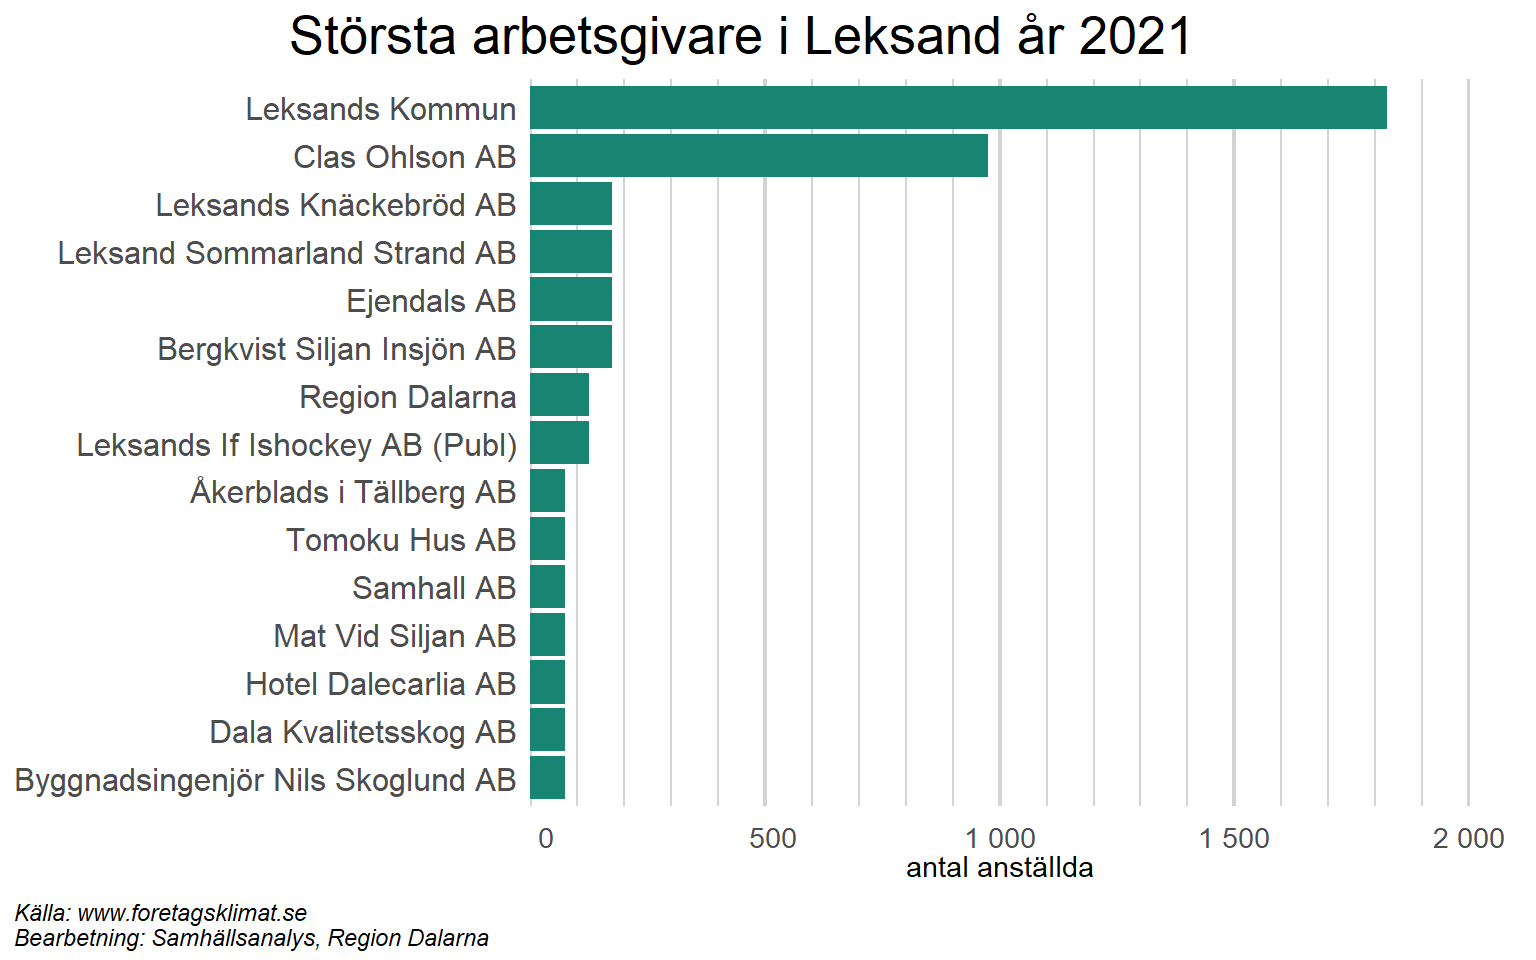 Största arbetsgivare i Leksand år 2021
Leksands Kommun
Clas Ohlson AB
Leksands Knäckebröd AB
Leksand Sommarland Strand AB
Ejendals AB
Bergkvist Siljan Insjön AB
Region Dalarna
Leksands If Ishockey AB (Publ)
Åkerblads i Tällberg AB
Tomoku Hus AB
Samhall AB
Mat Vid Siljan AB
Hotel Dalecarlia AB
Dala Kvalitetsskog AB
Byggnadsingenjör Nils Skoglund AB
0 500 1 000 1 500 2 000
antal anställda
Källa: www.foretagsklimat.se
Bearbetning: Samhällsanalys, Region Dalarna